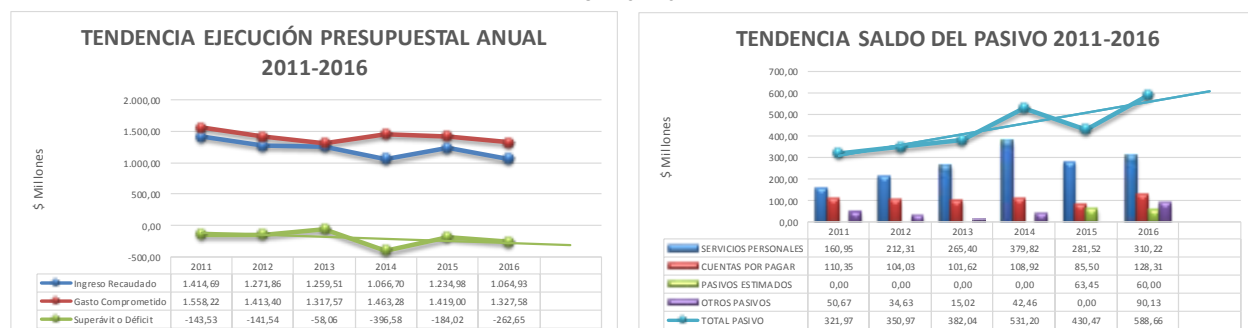 TENDENCIA EJECUCIÓN PRESUPUESTAL ANUAL
2011-2016
$ Millones
2.000,00
1.500,00
1.000,00
500,00
0,00
-500,00
2011 2012 2013 2014 2015 2016
Ingreso Recaudado 1.414,69 1.271,86 1.259,51 1.066,70 1.234,98 1.064,93
Gasto Comprometido 1.558,22 1.413,40 1.317,57 1.463,28 1.419,00 1.327,58
Superávit o Déficit -143,53 -141,54 -58,06 -396,58 -184,02 -262,65
TENDENCIA SALDO DEL PASIVO 2011-2016
$ Millones
700,00
600,00
500,00
400,00
300,00
200,00
100,00
0,00
2011 2012 2013 2014 2015 2016
SERVICIOS PERSONALES 160,95 212,31 265,40 379,82 281,52 310,22
CUENTAS POR PAGAR 110,35 104,03 101,62 108,92 85,50 128,31
PASIVOS ESTIMADOS 0,00 0,00 0,00 0,00 63,45 60,00
OTROS PASIVOS 50,67 34,63 15,02 42,46 0,00 90,13
TOTAL PASIVO 321,97 350,97 382,04 531,20 430,47 588,66